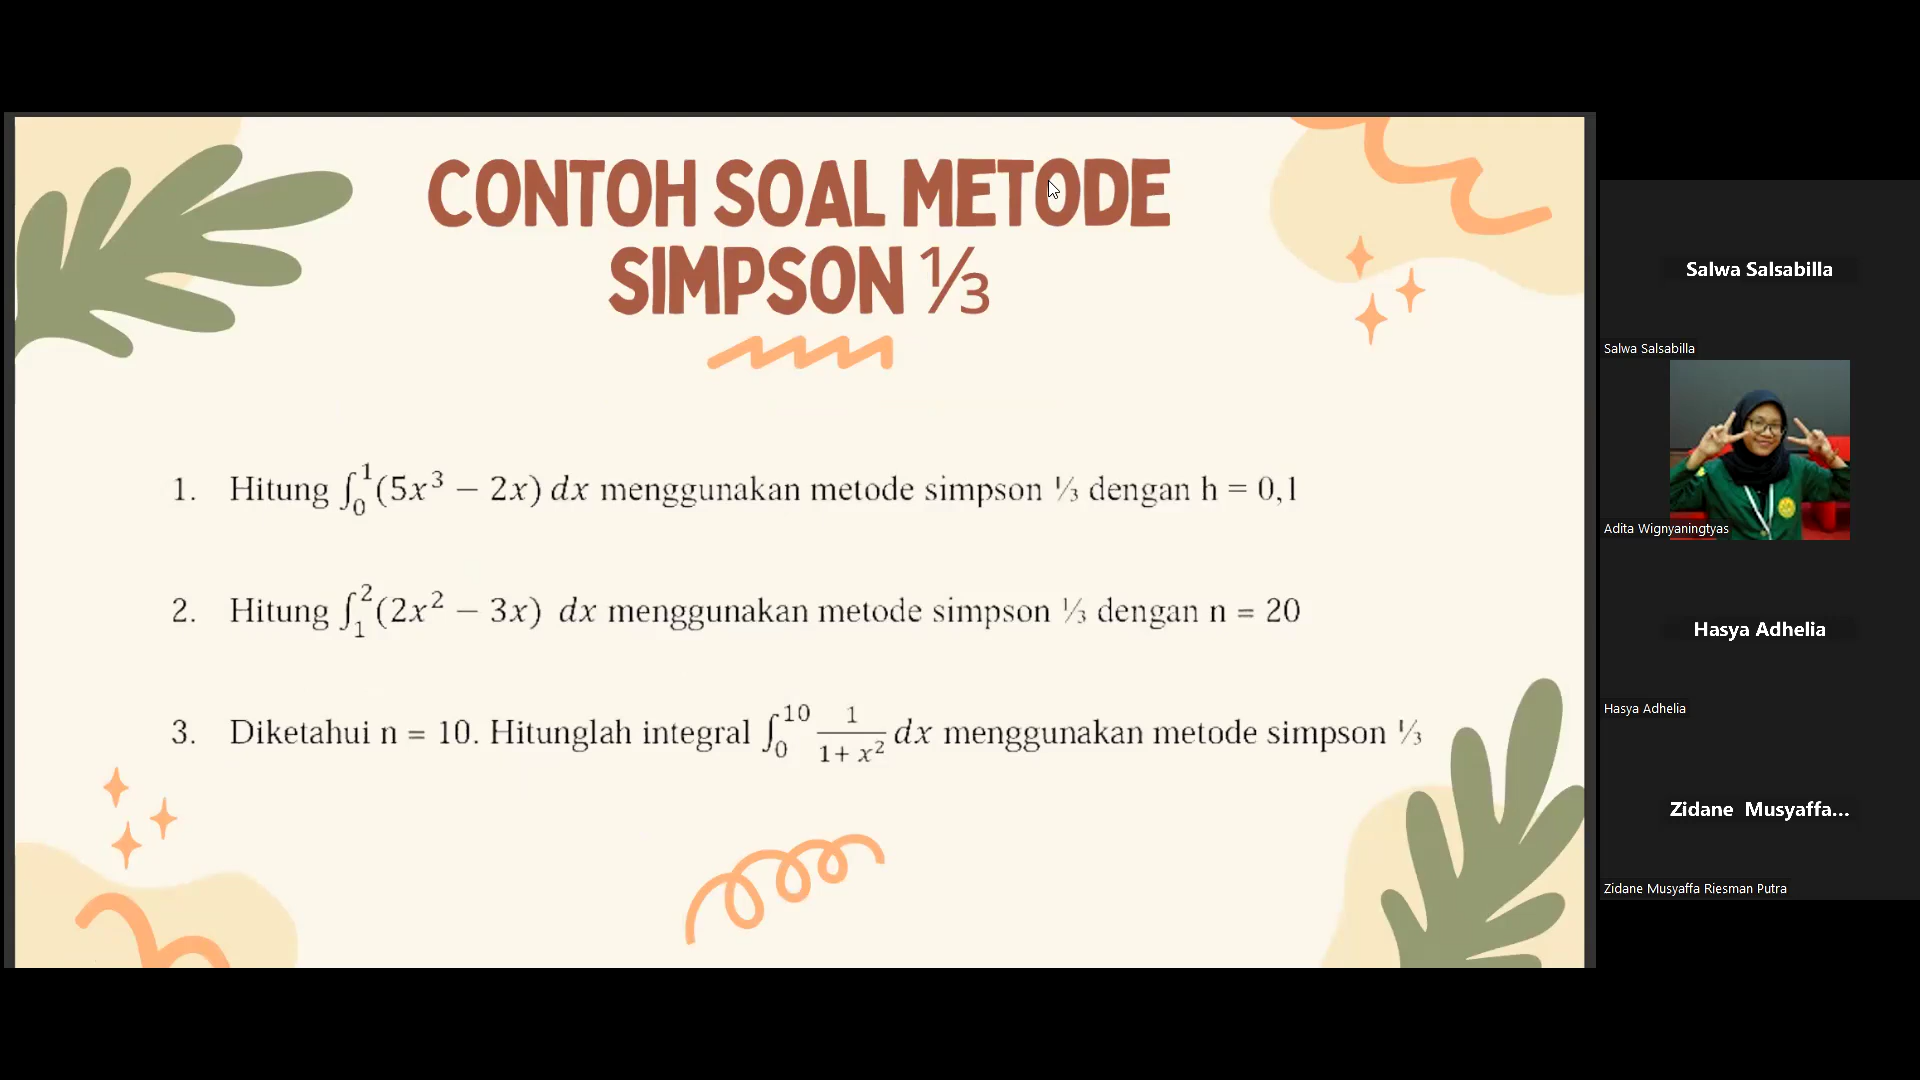 CONTOH SOAL METODE
SIMPSON ⅓
1. Hitung ∫₀¹(5x³ − 2x) dx menggunakan metode simpson ⅓ dengan h = 0,1
2. Hitung ∫₁²(2x² − 3x) dx menggunakan metode simpson ⅓ dengan n = 20
3. Diketahui n = 10. Hitunglah integral ∫₀¹⁰ 1/(1+ x²) dx menggunakan metode simpson ⅓
Salwa Salsabilla
Salwa Salsabilla
Adita Wignyaningtyas
Hasya Adhelia
Hasya Adhelia
Zidane Musyaffa...
Zidane Musyaffa Riesman Putra